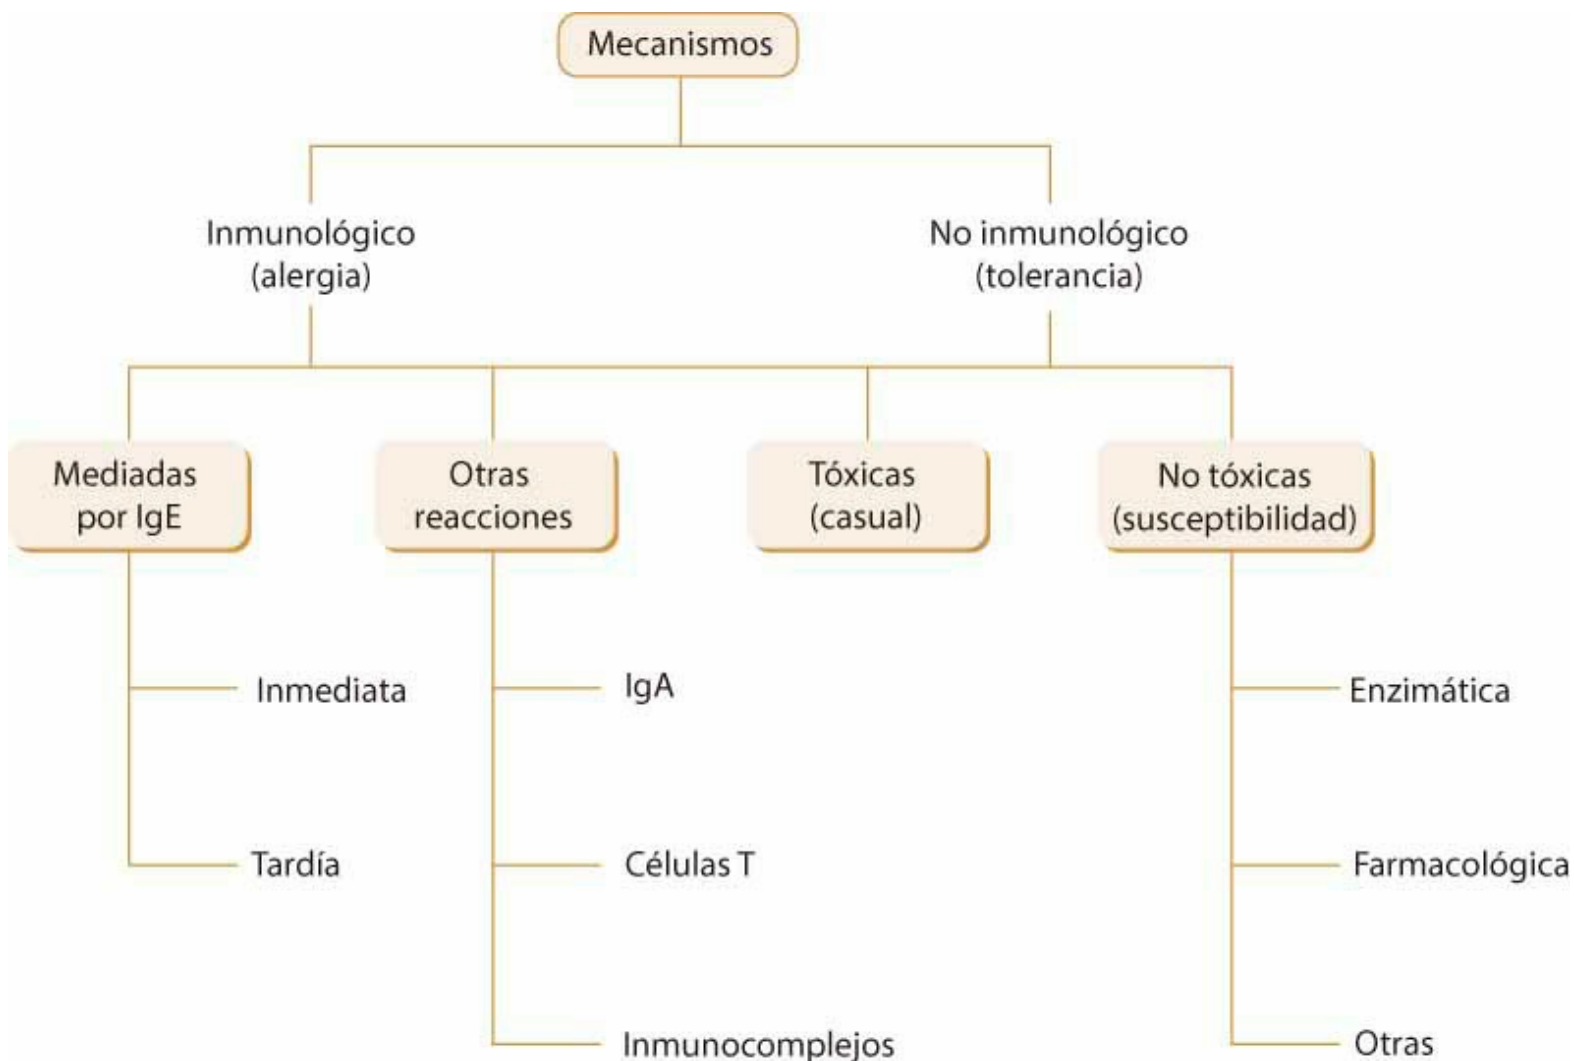 Mecanismos
Inmunológico
(alergia)
No inmunológico
(tolerancia)
Mediadas
por IgE
Otras
reacciones
Tóxicas
(casual)
No tóxicas
(susceptibilidad)
Inmediata
IgA
Enzimática
Tardía
Células T
Farmacológica
Inmunocomplejos
Otras